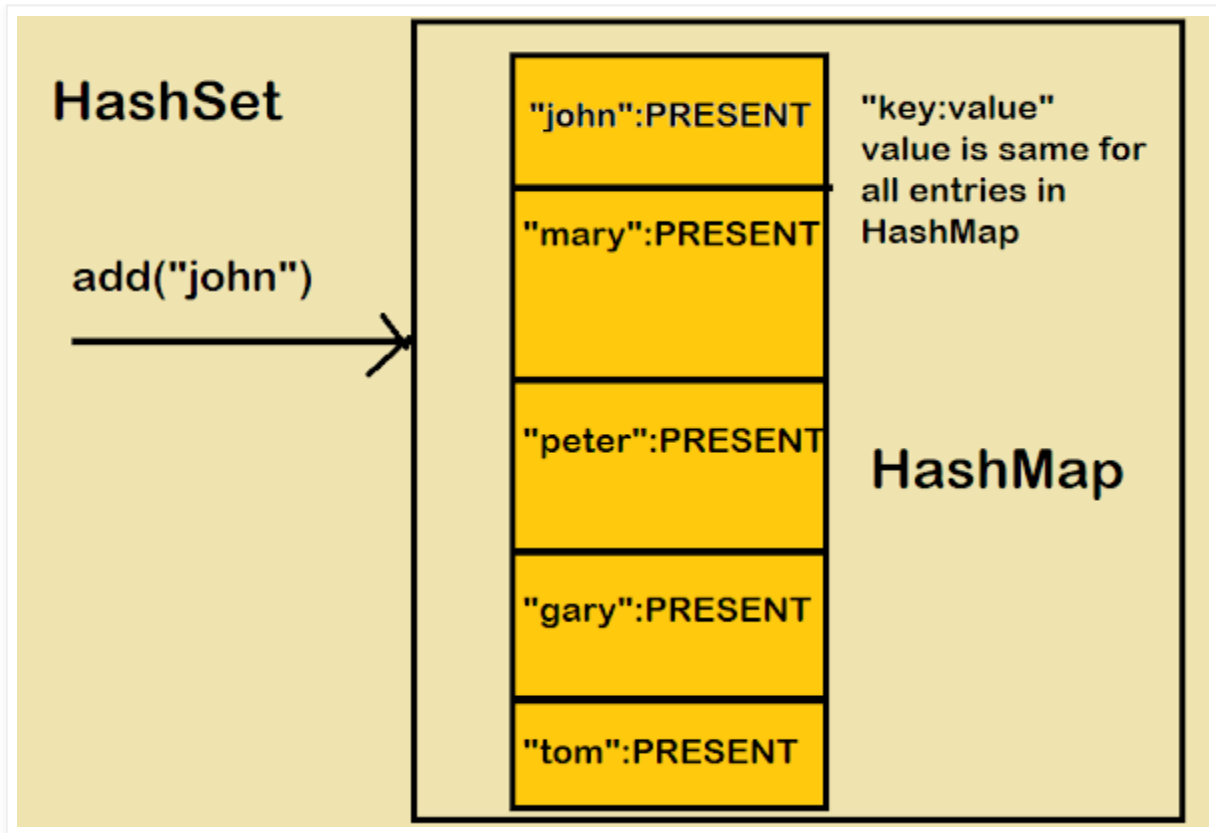 HashSet
add("john")
"john":PRESENT
"mary":PRESENT
"peter":PRESENT
"gary":PRESENT
"tom":PRESENT
"key:value"
value is same for
all entries in
HashMap
HashMap